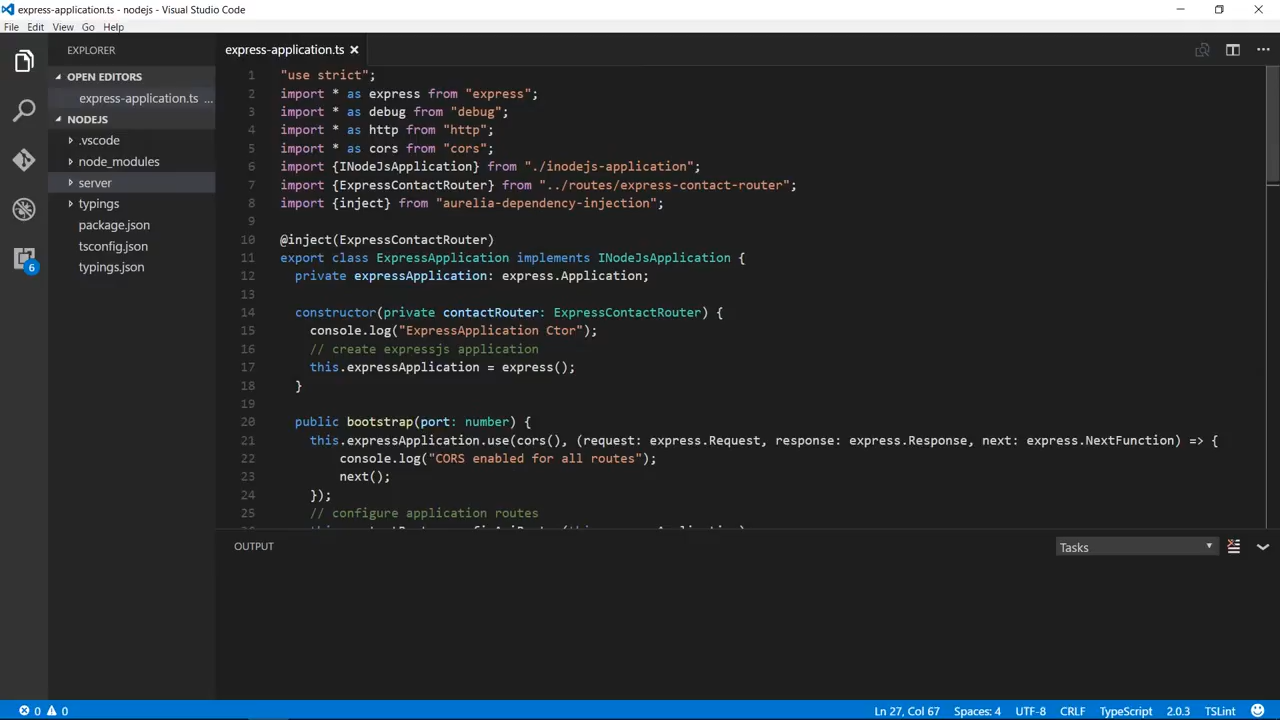 express-application.ts - nodejs - Visual Studio Code
File Edit View Go Help
EXPLORER
OPEN EDITORS
express-application.ts ...
NODEJS
.vscode
node_modules
server
typings
package.json
tsconfig.json
typings.json
6
express-application.ts
1 "use strict";
2 import * as express from "express";
3 import * as debug from "debug";
4 import * as http from "http";
5 import * as cors from "cors";
6 import {INodeJsApplication} from "./inodejs-application";
7 import {ExpressContactRouter} from "../routes/express-contact-router";
8 import {inject} from "aurelia-dependency-injection";
9
10 @inject(ExpressContactRouter)
11 export class ExpressApplication implements INodeJsApplication {
12 private expressApplication: express.Application;
13
14 constructor(private contactRouter: ExpressContactRouter) {
15 console.log("ExpressApplication Ctor");
16 // create expressjs application
17 this.expressApplication = express();
18 }
19
20 public bootstrap(port: number) {
21 this.expressApplication.use(cors(), (request: express.Request, response: express.Response, next: express.NextFunction) => {
22 console.log("CORS enabled for all routes");
23 next();
24 });
25 // configure application routes
OUTPUT
Tasks
0 0
Ln 27, Col 67 Spaces: 4 UTF-8 CRLF TypeScript 2.0.3 TSLint